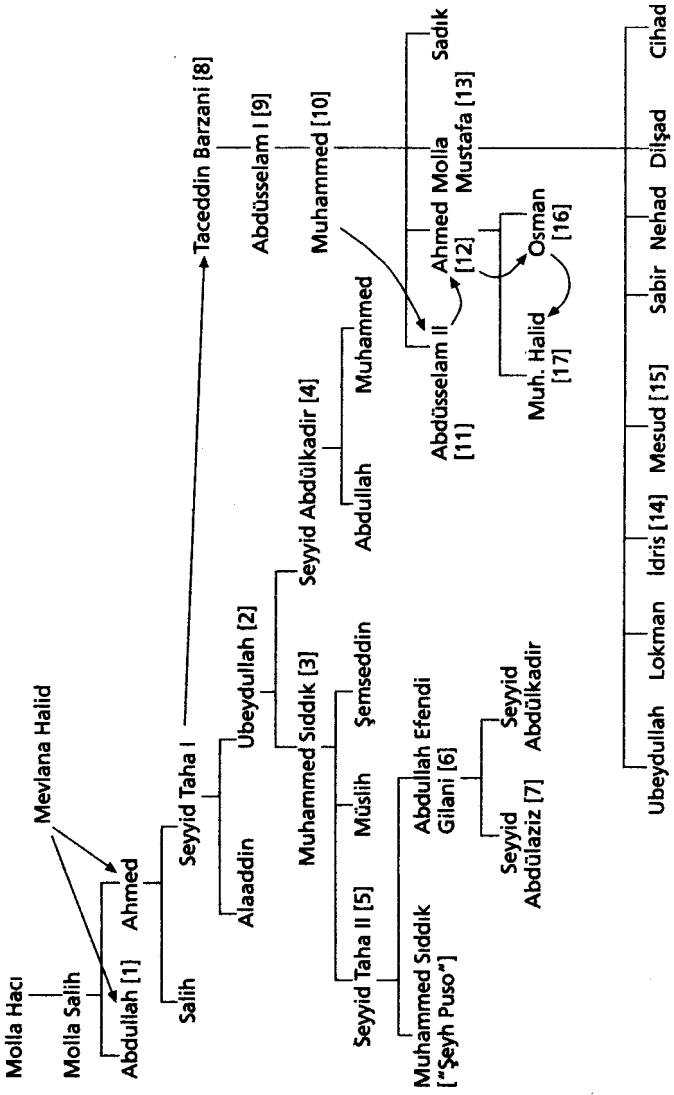 Molla Hacı
Molla Salih
Mevlana Halid
Abdullah [1]
Ahmed
Salih
Seyyid Taha I
Taceddin Barzani [8]
Alaaddin
Ubeydullah [2]
Abdüsselam I [9]
Muhammed Sıddık [3]
Seyyid Abdülkadir [4]
Muhammed [10]
Seyyid Taha II [5]
Müslih
Şemseddin
Abdullah
Muhammed
Muhammed Sıddık
["Şeyh Puso"]
Abdullah Efendi
Gilani [6]
Abdüsselam II
[11]
Ahmed
[12]
Molla
Mustafa [13]
Sadık
Seyyid
Abdülaziz [7]
Seyyid
Abdülkadir
Muh. Halid
[17]
Osman
[16]
Ubeydullah
Lokman
Idris [14]
Mesud [15]
Sabir
Nehad
Dilşad
Cihad